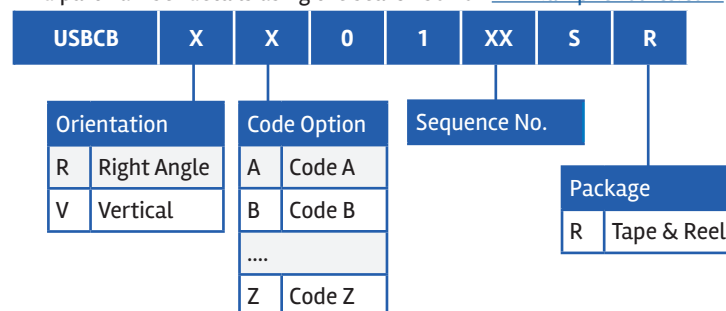 USBCB X X 0 1 XX S R
Orientation
R Right Angle
V Vertical
Code Option
A Code A
B Code B
....
Z Code Z
Sequence No.
Package
R Tape & Reel